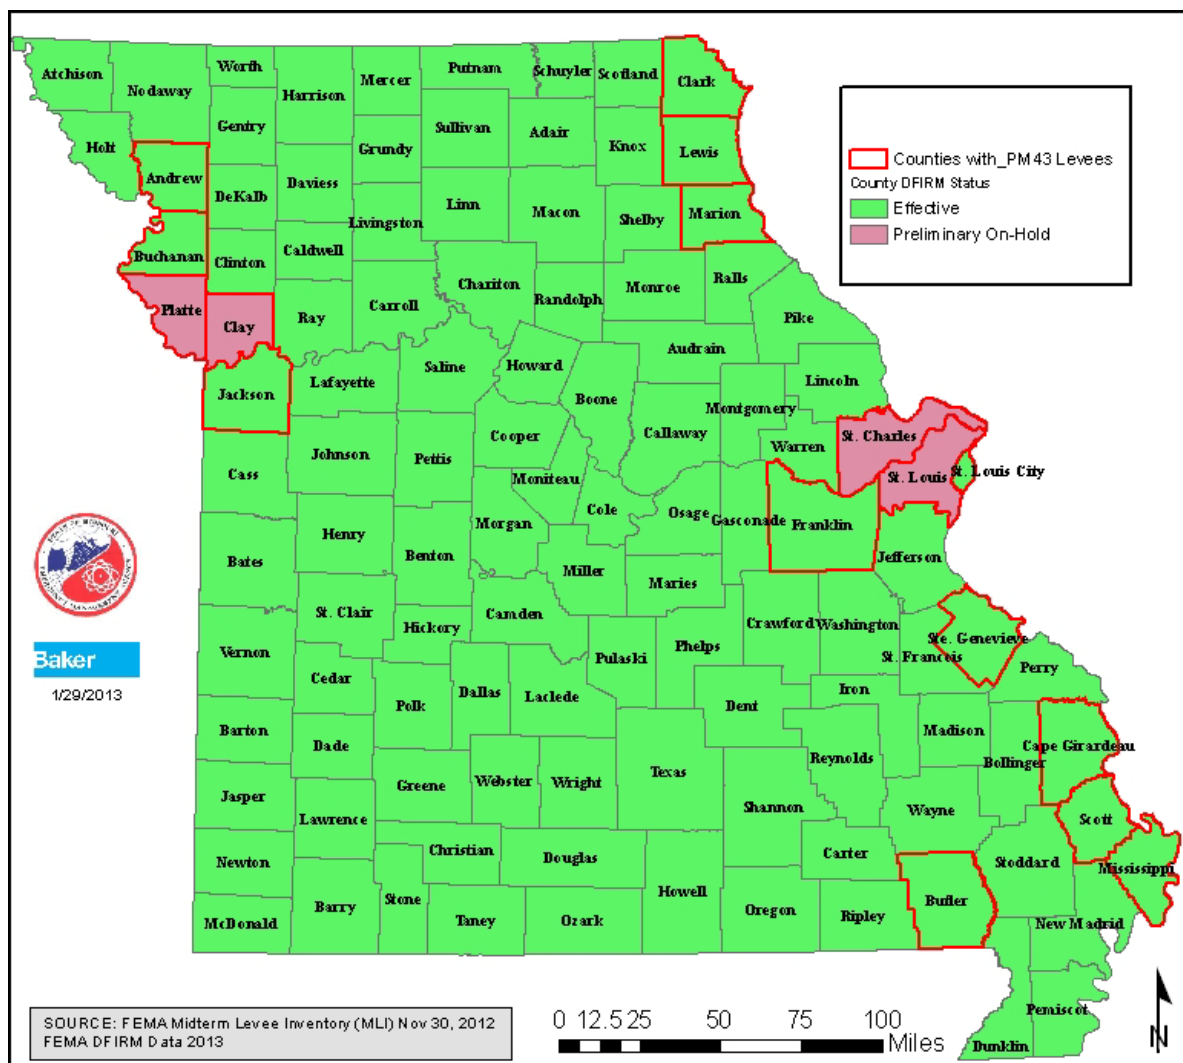 Atchison
Nodaway
Worth
Harrison
Mercer
Putnam
Schuyler
Scotland
Clark
Holt
Gentry
Sullivan
Adair
Knox
Lewis
Grundy
Andrew
DeKalb
Daviess
Livingston
Linn
Macon
Shelby
Marion
Buchanan
Clinton
Caldwell
Chariton
Randolph
Monroe
Ralls
Platte
Clay
Ray
Carroll
Pike
Jackson
Lafayette
Saline
Howard
Boone
Audrain
Lincoln
Montgomery
Callaway
Warren
St. Charles
St. Louis
St. Louis City
Cass
Johnson
Pettis
Cooper
Moniteau
Cole
Osage
Gasconade
Franklin
Jefferson
Morgan
Bates
Henry
Benton
Miller
Maries
St. Clair
Hickory
Camden
Pulaski
Phelps
Crawford
Washington
St. Francois
Ste. Genevieve
Perry
Vernon
Cedar
Polk
Dallas
Laclede
Dent
Iron
Madison
Bollinger
Cape Girardeau
Barton
Dade
Greene
Webster
Wright
Texas
Reynolds
Shannon
Wayne
Scott
Jasper
Lawrence
Christian
Douglas
Carter
Stoddard
Mississippi
Newton
McDonald
Barry
Stone
Taney
Ozark
Howell
Oregon
Ripley
Butler
New Madrid
Pemiscot
Dunklin
Counties with_PM43 Levees
County DFIRM Status
Effective
Preliminary On-Hold
Baker
1/29/2013
SOURCE: FEMA Midterm Levee Inventory (MLI) Nov 30, 2012
FEMA DFIRM Data 2013
0 12.5 25 50 75 100
Miles
N